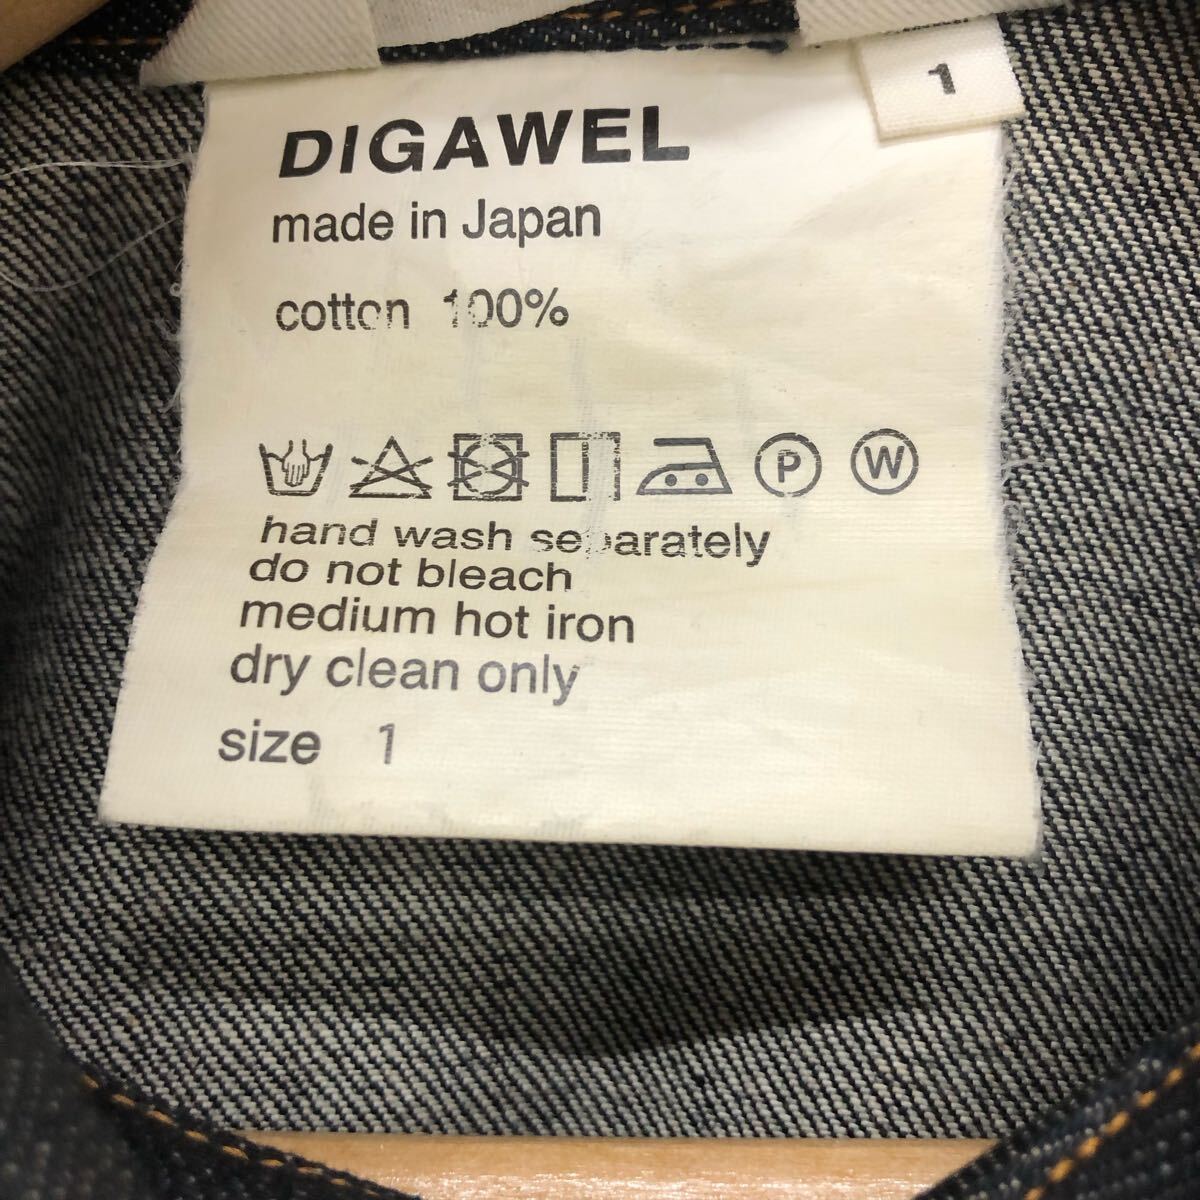 1
DIGAWEL
made in Japan
cotton 100%
P W
hand wash separately
do not bleach
medium hot iron
dry clean only
size 1